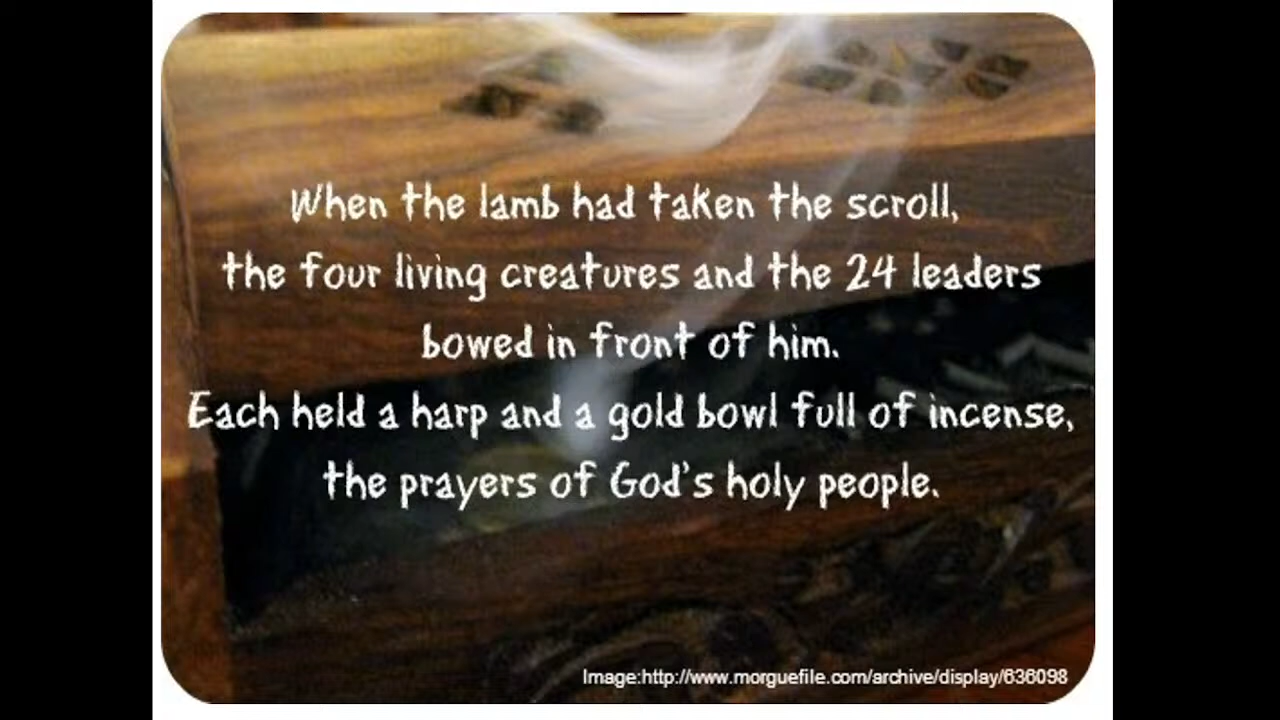 When the lamb had taken the scroll,
the four living creatures and the 24 leaders
bowed in front of him.
Each held a harp and a gold bowl full of incense,
the prayers of God's holy people.
Image:http://www.morguefile.com/archive/display/636098